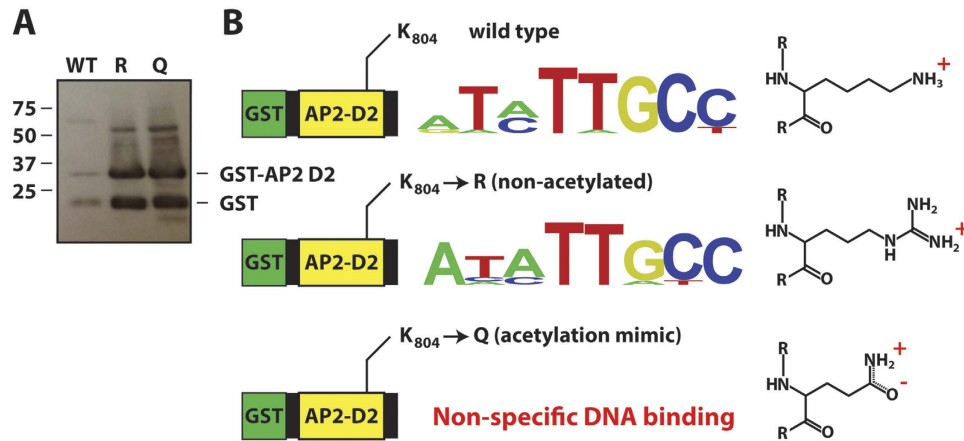 A
B
WT R Q
75
50
37
25
GST-AP2 D2
GST
K804 wild type
GST AP2-D2
ATATTGCC
A C T T
R
HN
NH3
+
R O
K804 → R (non-acetylated)
GST AP2-D2
ATATTGCC
C C A T
R
HN
N
H
NH2
NH2
+
R O
K804 → Q (acetylation mimic)
GST AP2-D2
Non-specific DNA binding
R
HN
NH2
+
O
-
R O